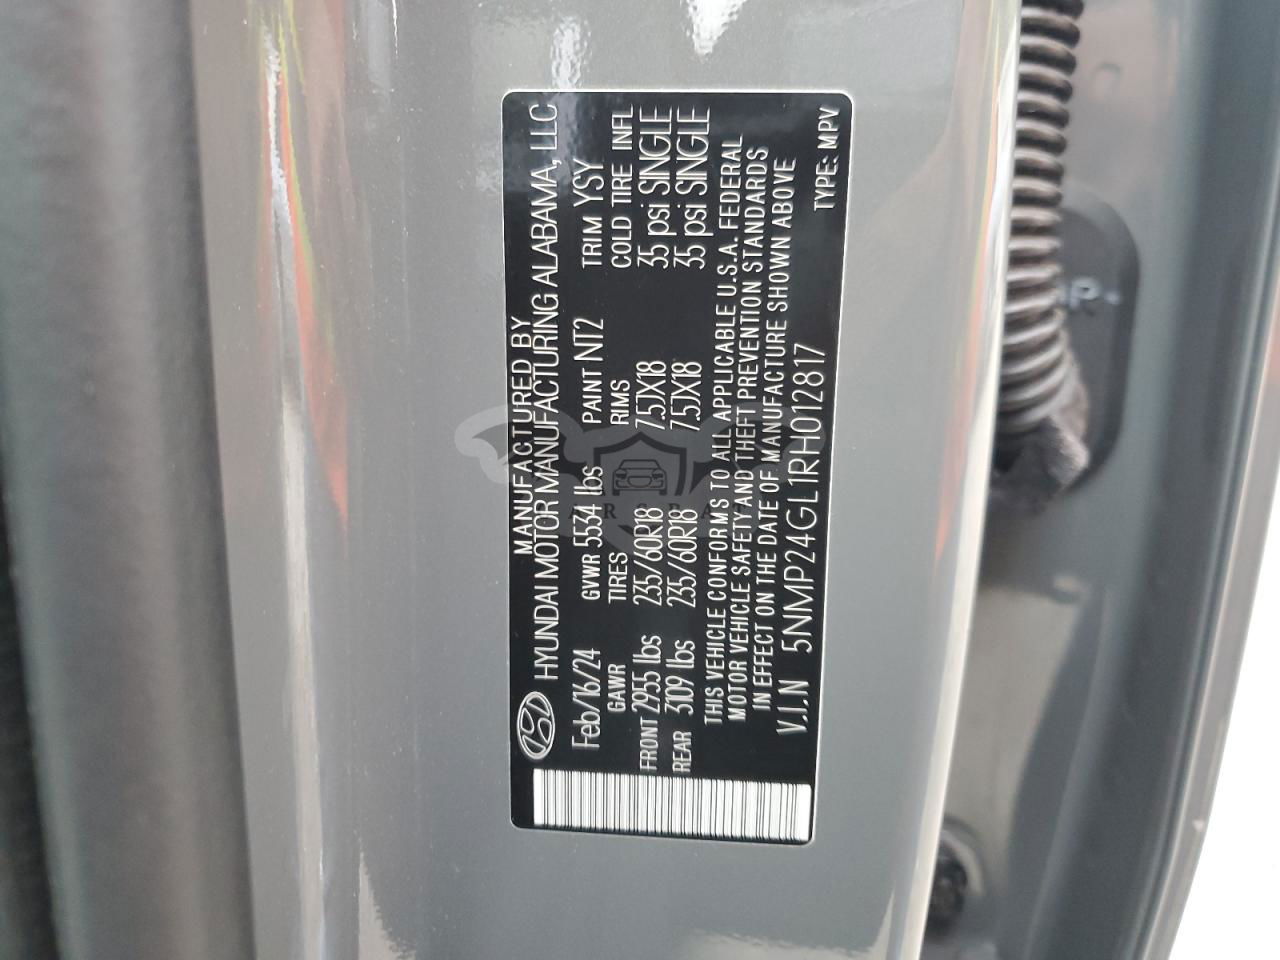 MANUFACTURED BY
HYUNDAI MOTOR MANUFACTURING ALABAMA, LLC
Feb/16/24 GVWR 5534 lbs PAINT NT2 TRIM YSY
GAWR TIRES RIMS COLD TIRE INFL
FRONT 2955 lbs 235/60R18 7.5JX18 35 psi SINGLE
REAR 3109 lbs 235/60R18 7.5JX18 35 psi SINGLE
THIS VEHICLE CONFORMS TO ALL APPLICABLE U.S.A. FEDERAL
MOTOR VEHICLE SAFETY AND THEFT PREVENTION STANDARDS
IN EFFECT ON THE DATE OF MANUFACTURE SHOWN ABOVE
V.I.N 5NMP24GL1RH012817 TYPE: MPV